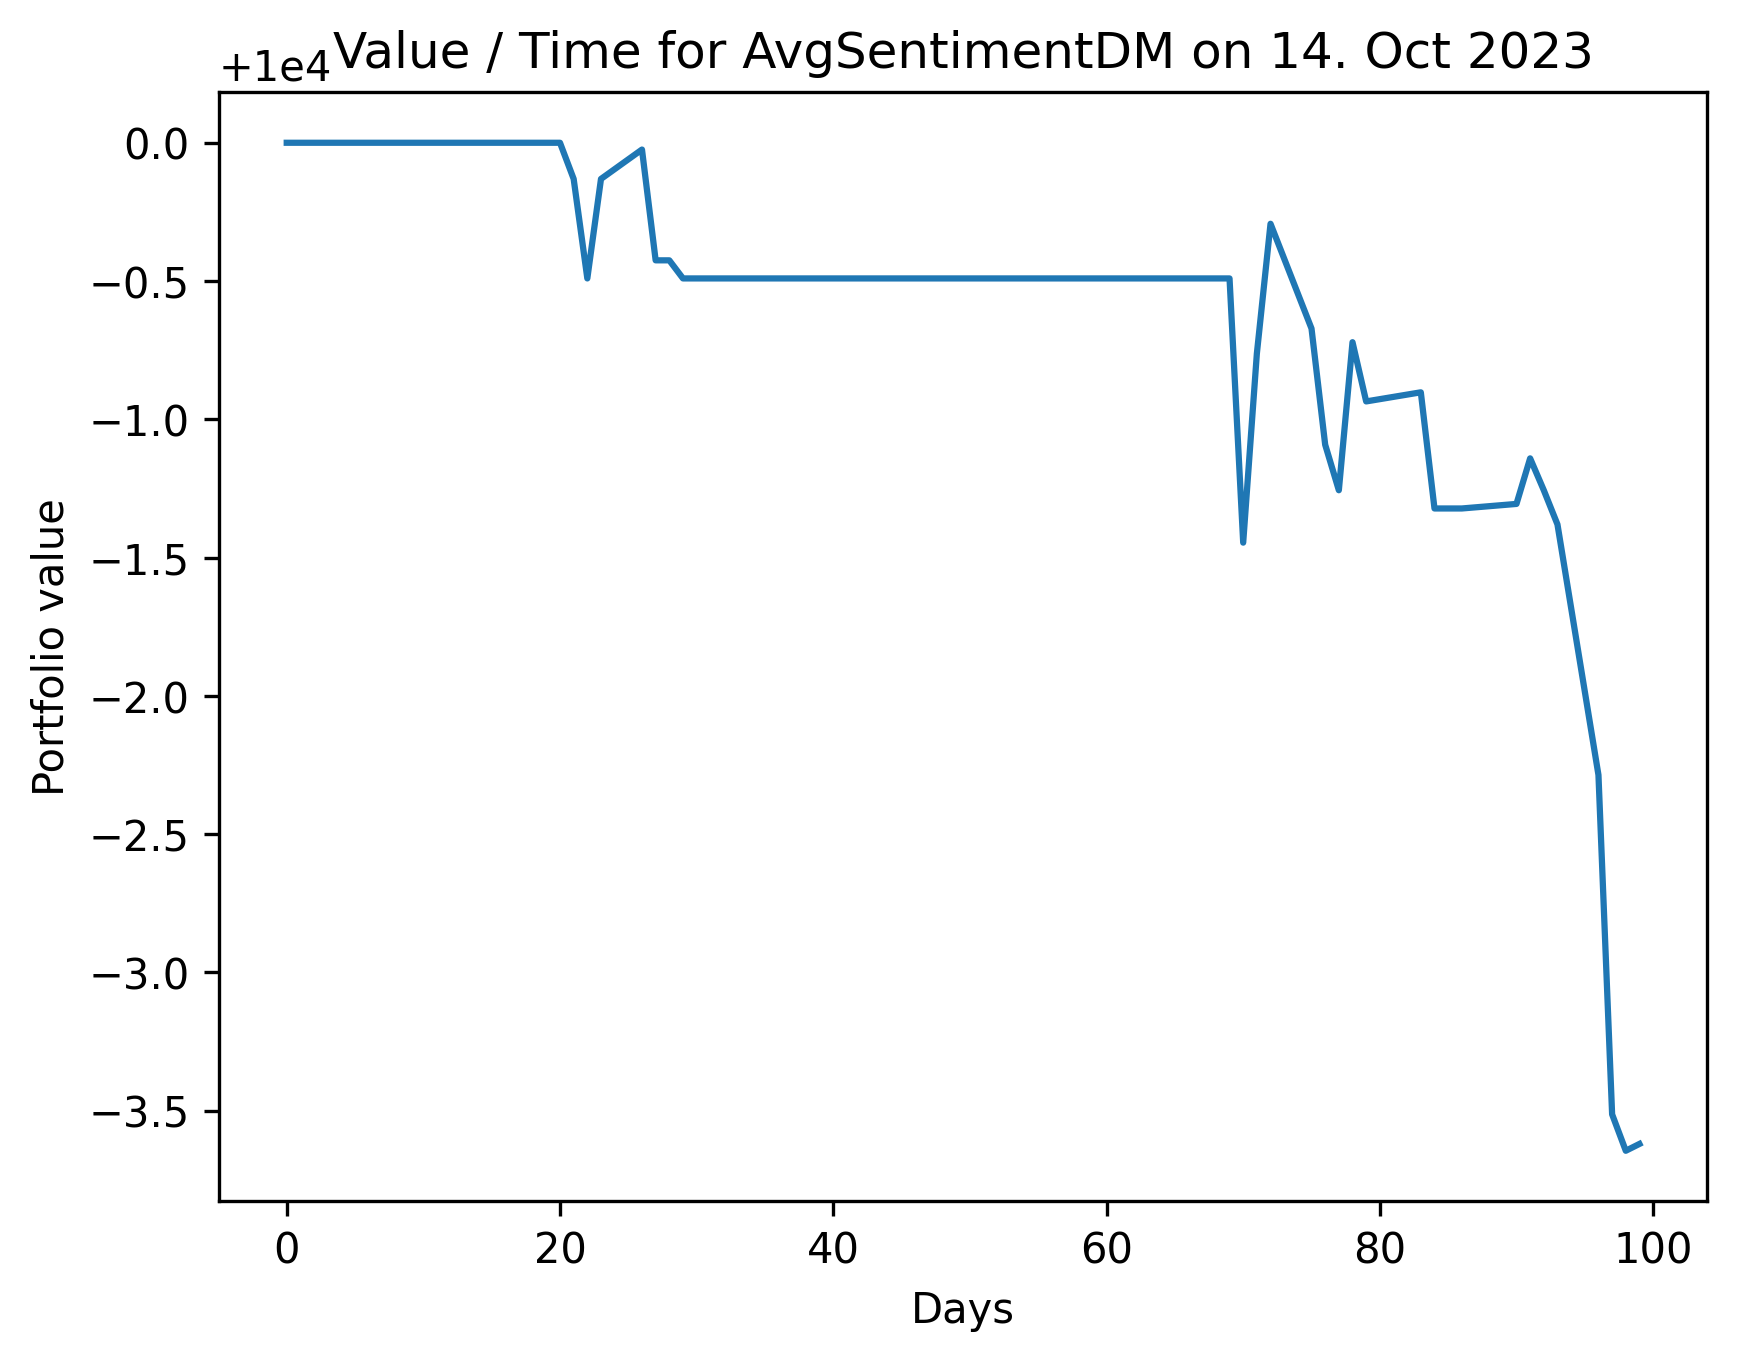 Value / Time for AvgSentimentDM on 14. Oct 2023
+1e4
0.0
−0.5
−1.0
−1.5
−2.0
−2.5
−3.0
−3.5
Portfolio value
0 20 40 60 80 100
Days